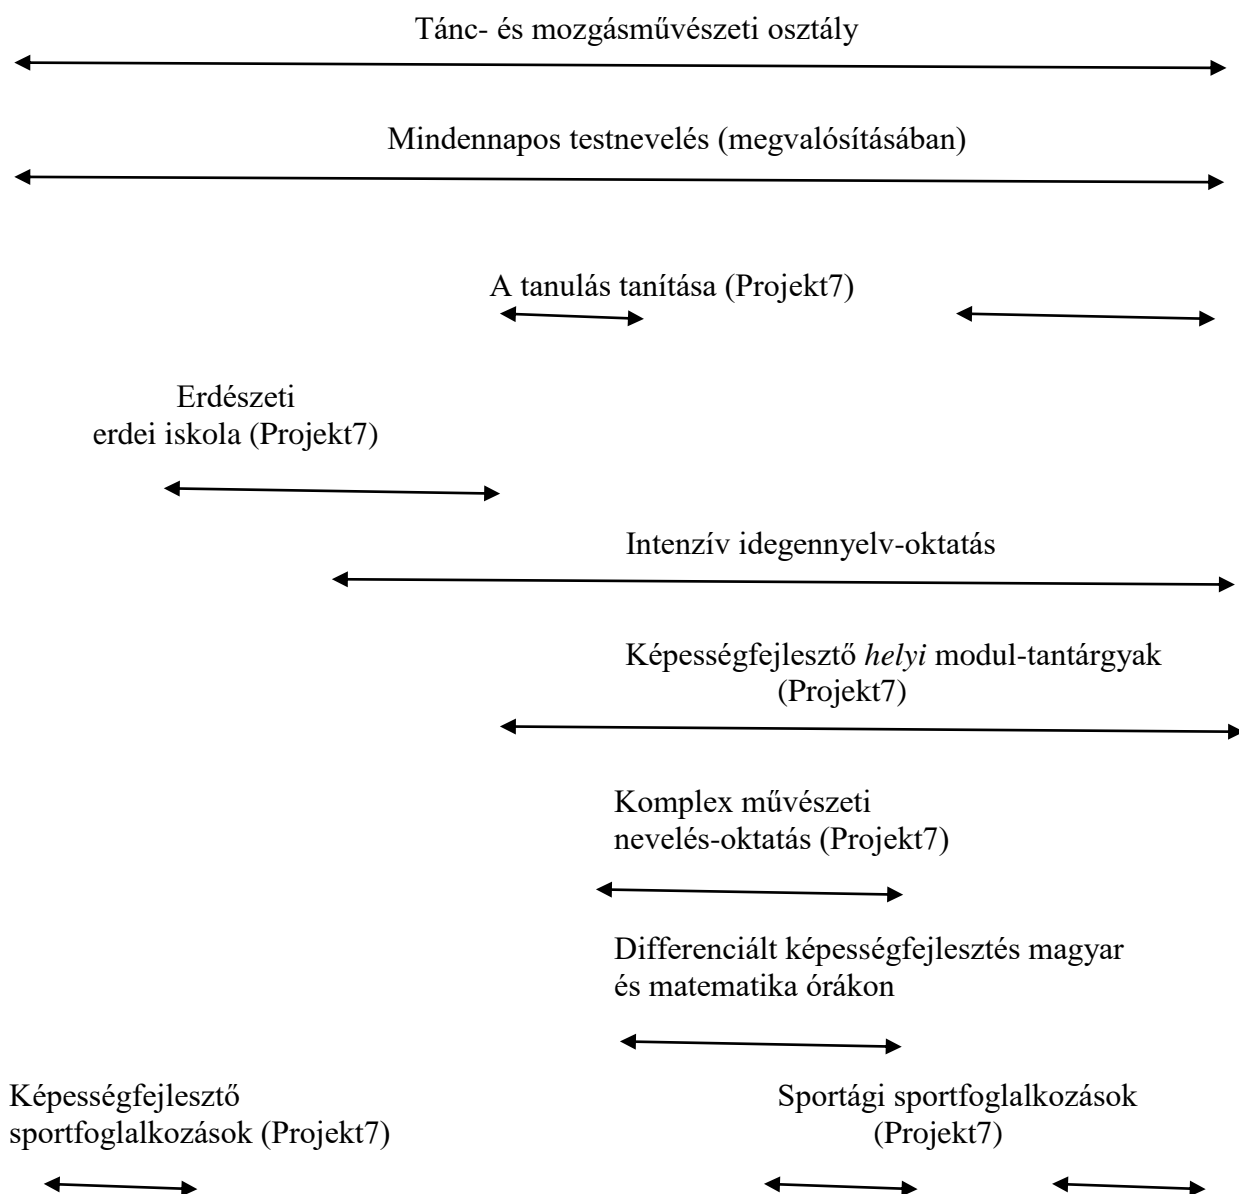 Tánc- és mozgásművészeti osztály
Mindennapos testnevelés (megvalósításában)
A tanulás tanítása (Projekt7)
Erdészeti
erdei iskola (Projekt7)
Intenzív idegennyelv-oktatás
Képességfejlesztő helyi modul-tantárgyak
(Projekt7)
Komplex művészeti
nevelés-oktatás (Projekt7)
Differenciált képességfejlesztés magyar
és matematika órákon
Képességfejlesztő
sportfoglalkozások (Projekt7)
Sportági sportfoglalkozások
(Projekt7)